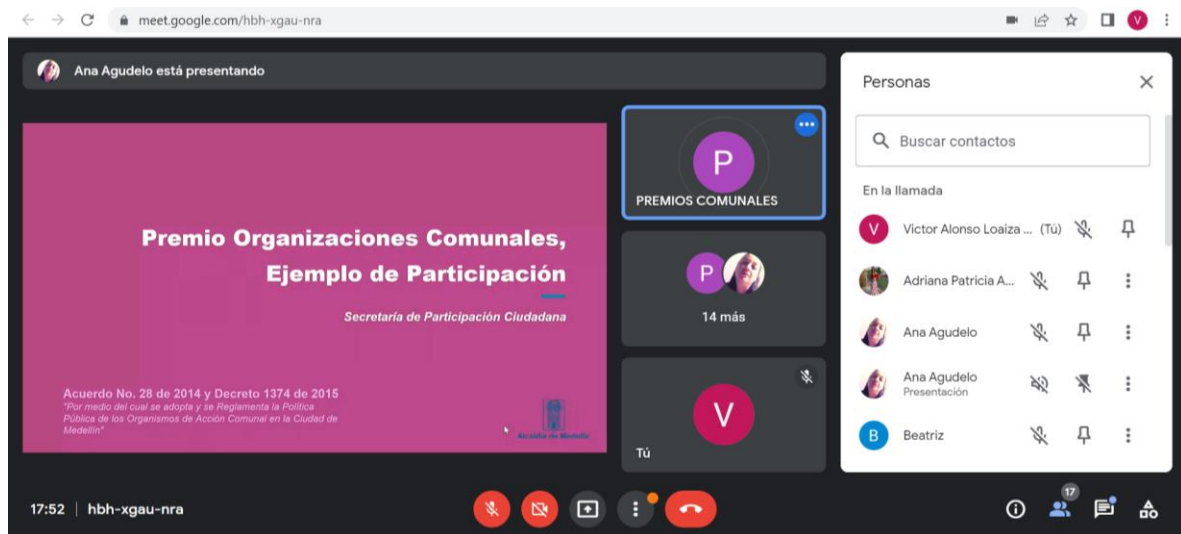 meet.google.com/hbh-xgau-nra
V
Ana Agudelo está presentando
Premio Organizaciones Comunales,
Ejemplo de Participación
Secretaría de Participación Ciudadana
Acuerdo No. 28 de 2014 y Decreto 1374 de 2015
"Por medio del cual se adopta y se Reglamenta la Política
Pública de los Organismos de Acción Comunal en la Ciudad de
Medellín"
Alcaldía de Medellín
P
PREMIOS COMUNALES
P
14 más
V
Tú
Personas
Buscar contactos
En la llamada
V
Victor Alonso Loaiza ... (Tú)
Adriana Patricia A...
Ana Agudelo
Ana Agudelo
Presentación
B
Beatriz
17:52 | hbh-xgau-nra
17